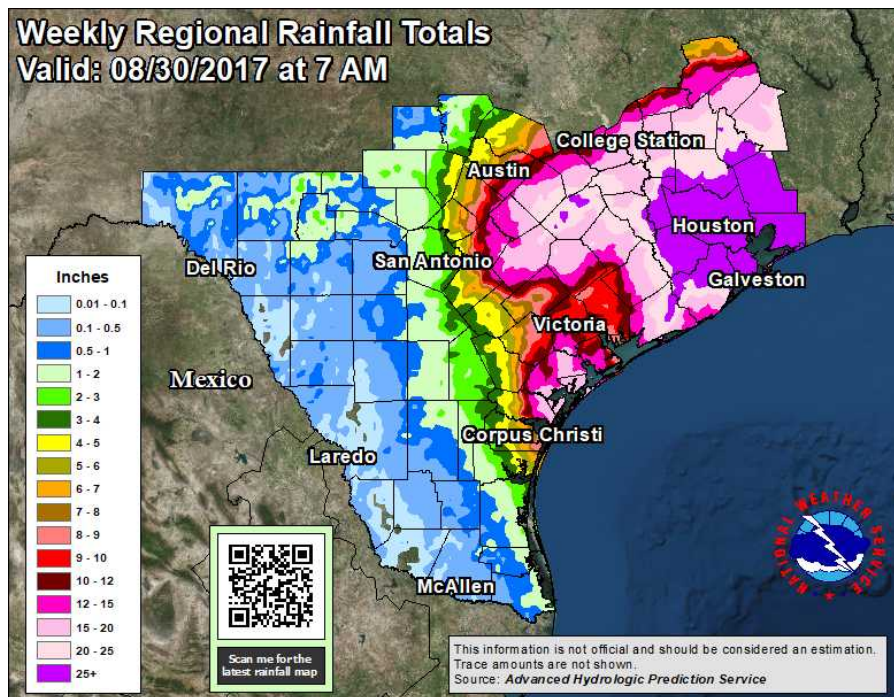 Weekly Regional Rainfall Totals
Valid: 08/30/2017 at 7 AM
College Station
Austin
Houston
San Antonio
Del Rio
Galveston
Victoria
Mexico
Corpus Christi
Laredo
McAllen
Inches
0.01 - 0.1
0.1 - 0.5
0.5 - 1
1 - 2
2 - 3
3 - 4
4 - 5
5 - 6
6 - 7
7 - 8
8 - 9
9 - 10
10 - 12
12 - 15
15 - 20
20 - 25
25+
Scan me for the
latest rainfall map
NATIONAL WEATHER SERVICE
This information is not official and should be considered an estimation.
Trace amounts are not shown.
Source: Advanced Hydrologic Prediction Service